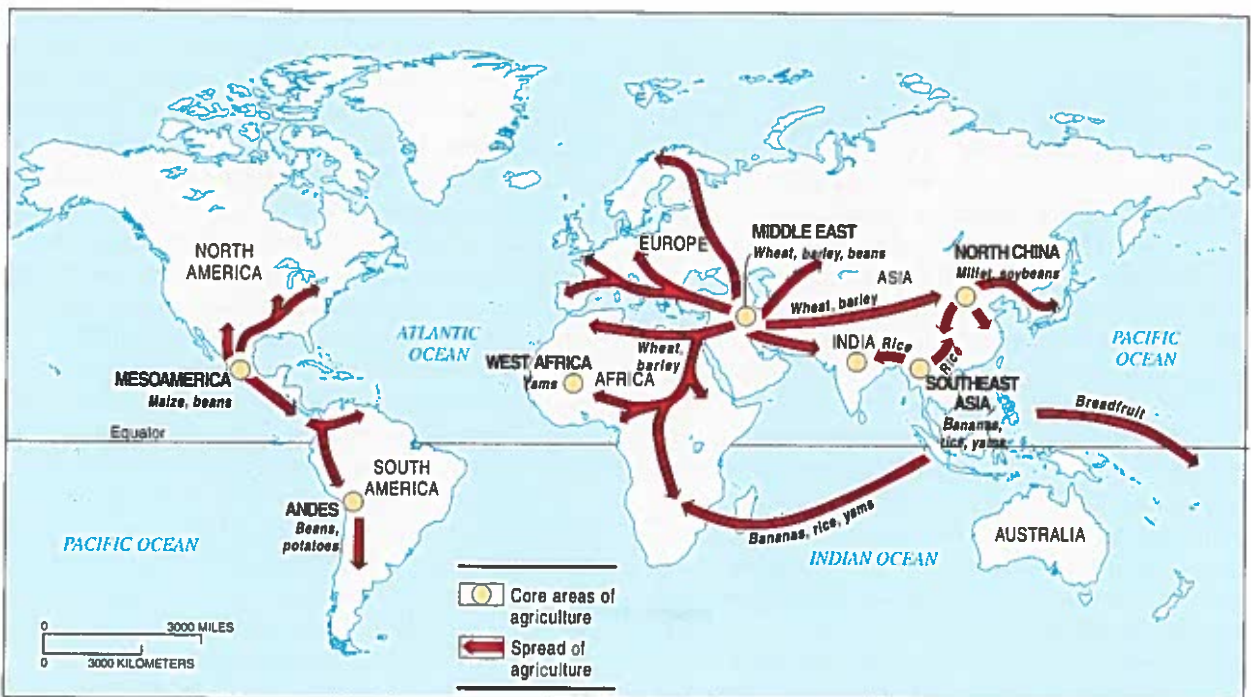 NORTH
AMERICA
MESOAMERICA
Maize, beans
Equator
SOUTH
AMERICA
ANDES
Beans,
potatoes
PACIFIC OCEAN
0 3000 MILES
0 3000 KILOMETERS
ATLANTIC
OCEAN
EUROPE
MIDDLE EAST
Wheat, barley, beans
ASIA
Wheat, barley
NORTH CHINA
Millet, soybeans
WEST AFRICA
Yams
AFRICA
Wheat,
barley
INDIA
Rice
Rice
SOUTHEAST
ASIA
Bananas,
rice, yams
PACIFIC
OCEAN
Breadfruit
Bananas, rice, yams
INDIAN OCEAN
AUSTRALIA
Core areas of
agriculture
Spread of
agriculture